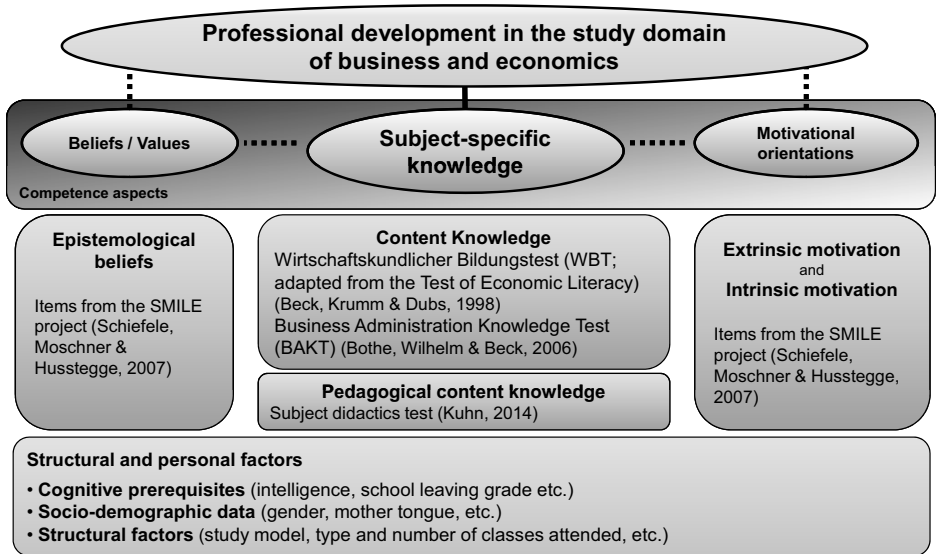 Professional development in the study domain
of business and economics
Beliefs / Values
Subject-specific
knowledge
Motivational
orientations
Competence aspects
Epistemological
beliefs
Items from the SMILE
project (Schiefele,
Moschner &
Husstegge, 2007)
Content Knowledge
Wirtschaftskundlicher Bildungstest (WBT;
adapted from the Test of Economic Literacy)
(Beck, Krumm & Dubs, 1998)
Business Administration Knowledge Test
(BAKT) (Bothe, Wilhelm & Beck, 2006)
Pedagogical content knowledge
Subject didactics test (Kuhn, 2014)
Extrinsic motivation
and
Intrinsic motivation
Items from the SMILE
project (Schiefele,
Moschner & Husstegge,
2007)
Structural and personal factors
• Cognitive prerequisites (intelligence, school leaving grade etc.)
• Socio-demographic data (gender, mother tongue, etc.)
• Structural factors (study model, type and number of classes attended, etc.)